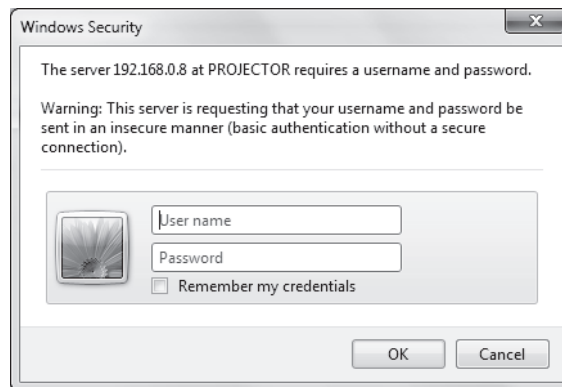 Windows Security
The server 192.168.0.8 at PROJECTOR requires a username and password.
Warning: This server is requesting that your username and password be
sent in an insecure manner (basic authentication without a secure
connection).
User name
Password
Remember my credentials
OK
Cancel